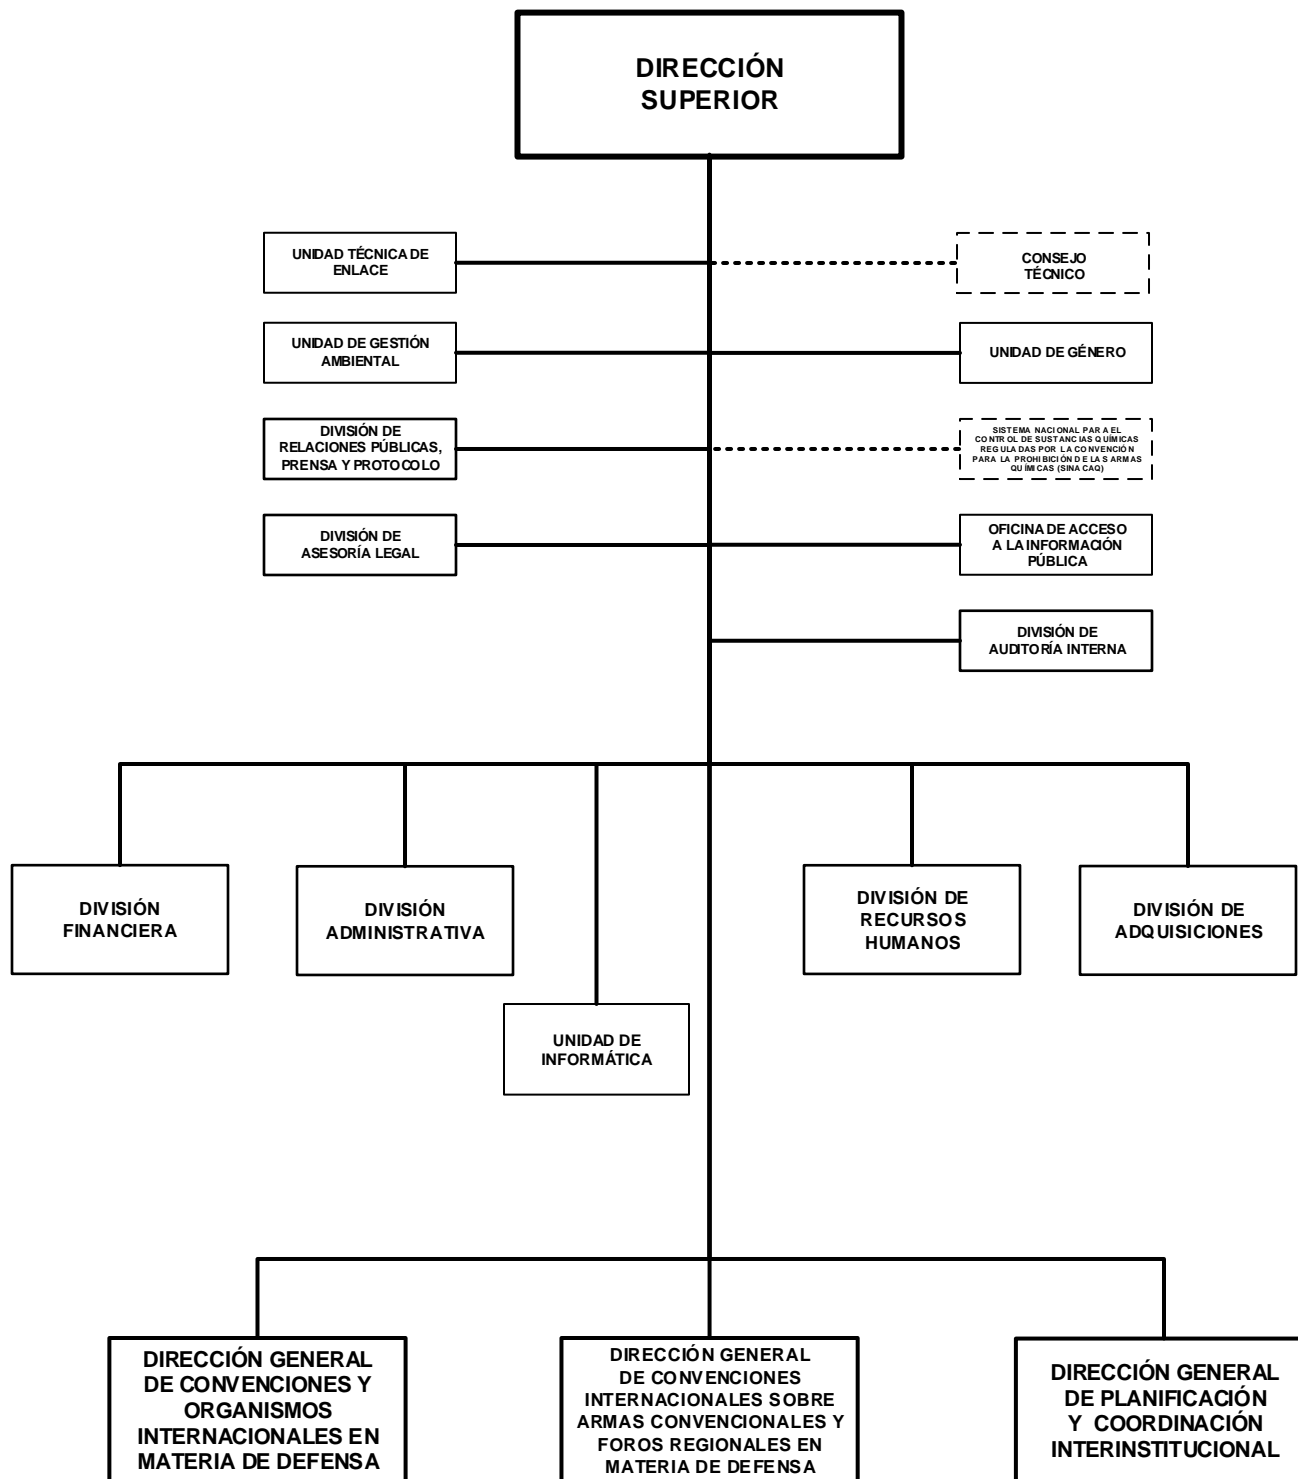 DIRECCIÓN
SUPERIOR
UNIDAD TÉCNICA DE
ENLACE
CONSEJO
TÉCNICO
UNIDAD DE GESTIÓN
AMBIENTAL
UNIDAD DE GÉNERO
DIVISIÓN DE
RELACIONES PÚBLICAS,
PRENSA Y PROTOCOLO
SISTEMA NACIONAL PARA EL
CONTROL DE SUSTANCIAS QUÍMICAS
REGULADAS POR LA CONVENCIÓN
PARA LA PROHIBICIÓN DE LAS ARMAS
QUÍMICAS (SINACAQ)
DIVISIÓN DE
ASESORÍA LEGAL
OFICINA DE ACCESO
A LA INFORMACIÓN
PÚBLICA
DIVISIÓN DE
AUDITORÍA INTERNA
DIVISIÓN
FINANCIERA
DIVISIÓN
ADMINISTRATIVA
DIVISIÓN DE
RECURSOS
HUMANOS
DIVISIÓN DE
ADQUISICIONES
UNIDAD DE
INFORMÁTICA
DIRECCIÓN GENERAL
DE CONVENCIONES Y
ORGANISMOS
INTERNACIONALES EN
MATERIA DE DEFENSA
DIRECCIÓN GENERAL
DE CONVENCIONES
INTERNACIONALES SOBRE
ARMAS CONVENCIONALES Y
FOROS REGIONALES EN
MATERIA DE DEFENSA
DIRECCIÓN GENERAL
DE PLANIFICACIÓN
Y COORDINACIÓN
INTERINSTITUCIONAL